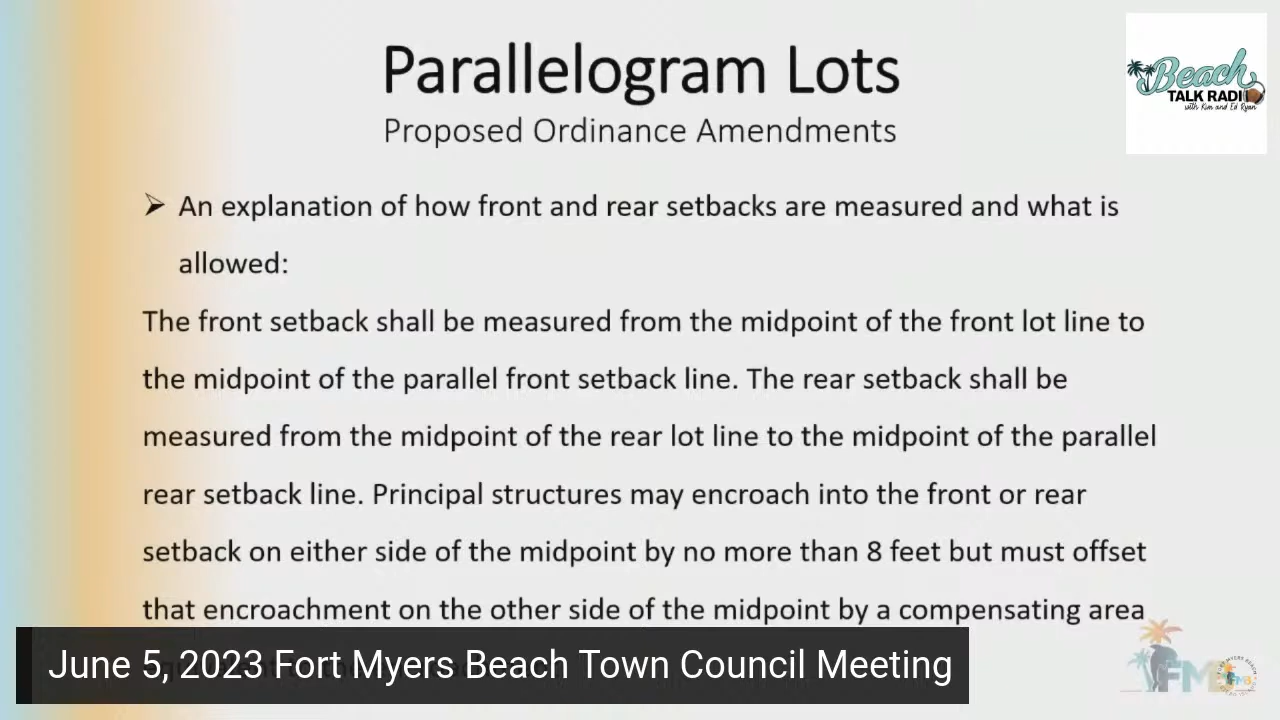 Parallelogram Lots
Proposed Ordinance Amendments
Beach
TALK RADIO
with Kim and Ed Ryan
➢ An explanation of how front and rear setbacks are measured and what is
allowed:
The front setback shall be measured from the midpoint of the front lot line to
the midpoint of the parallel front setback line. The rear setback shall be
measured from the midpoint of the rear lot line to the midpoint of the parallel
rear setback line. Principal structures may encroach into the front or rear
setback on either side of the midpoint by no more than 8 feet but must offset
that encroachment on the other side of the midpoint by a compensating area
June 5, 2023 Fort Myers Beach Town Council Meeting
FMB